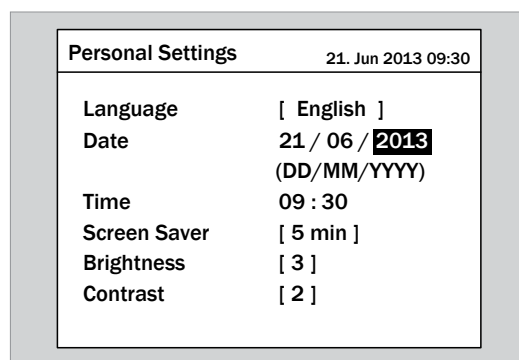 Personal Settings 21. Jun 2013 09:30
Language [ English ]
Date 21 / 06 / 2013
(DD/MM/YYYY)
Time 09 : 30
Screen Saver [ 5 min ]
Brightness [ 3 ]
Contrast [ 2 ]